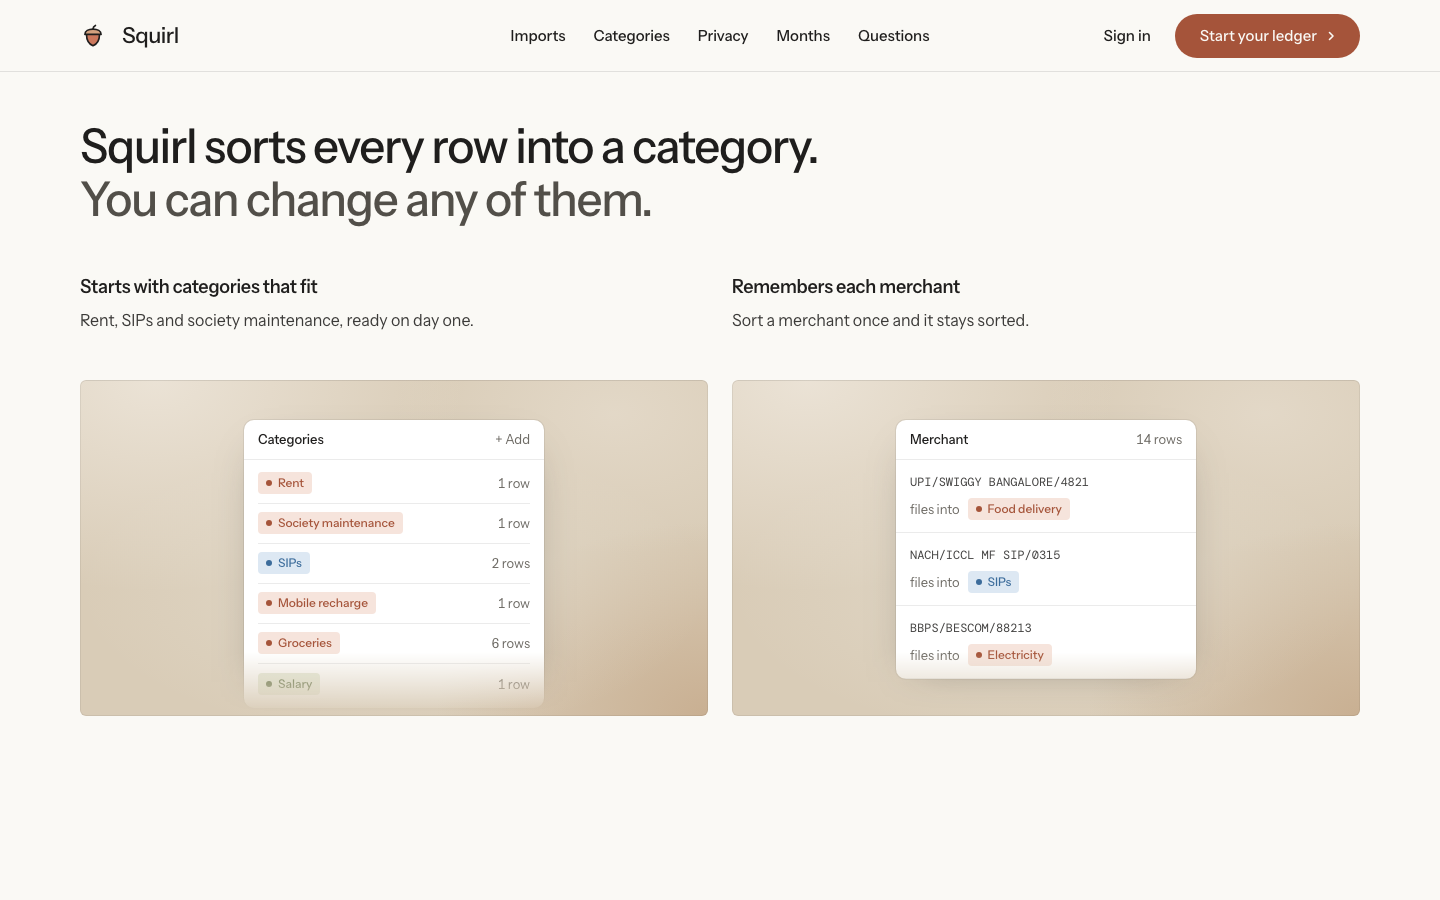 Squirl
Imports
Categories
Privacy
Months
Questions
Sign in
Start your ledger
Squirl sorts every row into a category.
You can change any of them.
Starts with categories that fit
Rent, SIPs and society maintenance, ready on day one.
Remembers each merchant
Sort a merchant once and it stays sorted.
Categories + Add
Rent 1 row
Society maintenance 1 row
SIPs 2 rows
Mobile recharge 1 row
Groceries 6 rows
Salary 1 row
Merchant 14 rows
UPI/SWIGGY BANGALORE/4821
files into Food delivery
NACH/ICCL MF SIP/0315
files into SIPs
BBPS/BESCOM/88213
files into Electricity